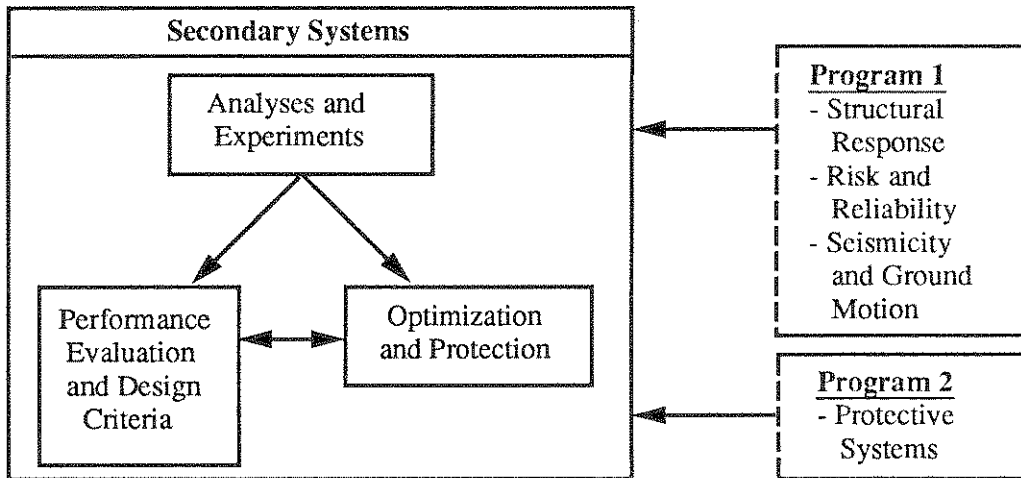 Secondary Systems
Analyses and
Experiments
Performance
Evaluation
and Design
Criteria
Optimization
and Protection
Program 1
- Structural
Response
- Risk and
Reliability
- Seismicity
and Ground
Motion
Program 2
- Protective
Systems